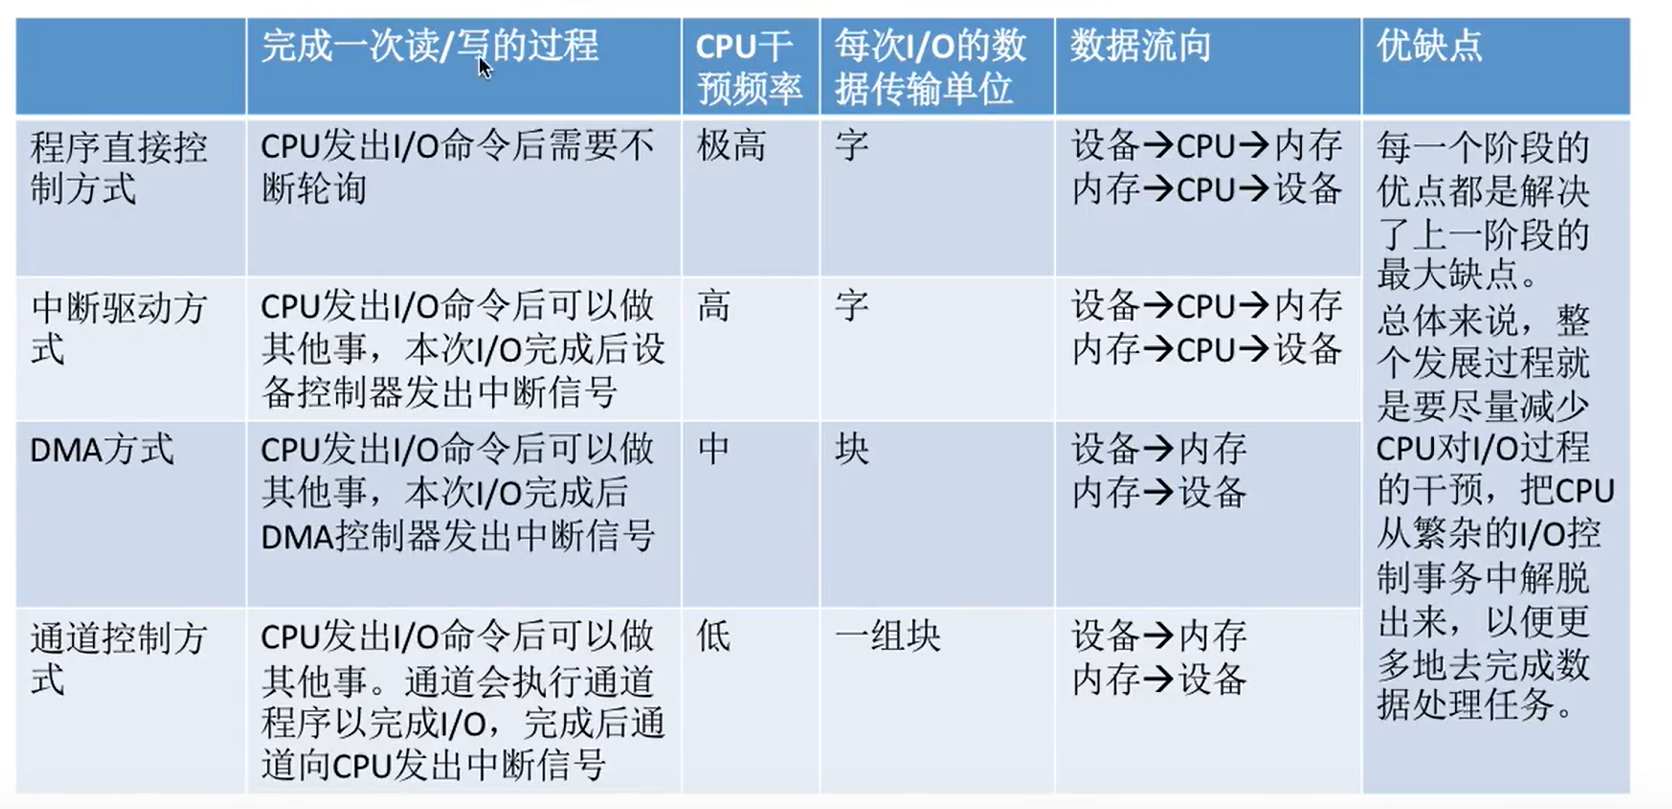 完成一次读/写的过程
CPU干
预频率
每次I/O的数
据传输单位
数据流向
优缺点
程序直接控
制方式
CPU发出I/O命令后需要不
断轮询
极高
字
设备→CPU→内存
内存→CPU→设备
每一个阶段的
优点都是解决
了上一阶段的
最大缺点。
总体来说，整
个发展过程就
是要尽量减少
CPU对I/O过程
的干预，把CPU
从繁杂的I/O控
制事务中解脱
出来，以便更
多地去完成数
据处理任务。
中断驱动方
式
CPU发出I/O命令后可以做
其他事，本次I/O完成后设
备控制器发出中断信号
高
字
设备→CPU→内存
内存→CPU→设备
DMA方式
CPU发出I/O命令后可以做
其他事，本次I/O完成后
DMA控制器发出中断信号
中
块
设备→内存
内存→设备
通道控制方
式
CPU发出I/O命令后可以做
其他事。通道会执行通道
程序以完成I/O，完成后通
道向CPU发出中断信号
低
一组块
设备→内存
内存→设备